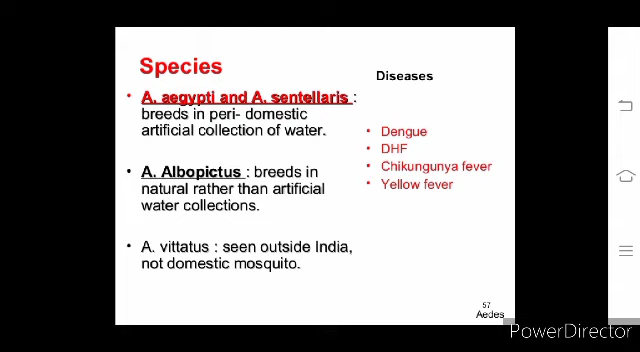 Species
• A. aegypti and A. sentellaris :
breeds in peri- domestic
artificial collection of water.
• A. Albopictus : breeds in
natural rather than artificial
water collections.
• A. vittatus : seen outside India,
not domestic mosquito.
Diseases
• Dengue
• DHF
• Chikungunya fever
• Yellow fever
57
Aedes
PowerDirector